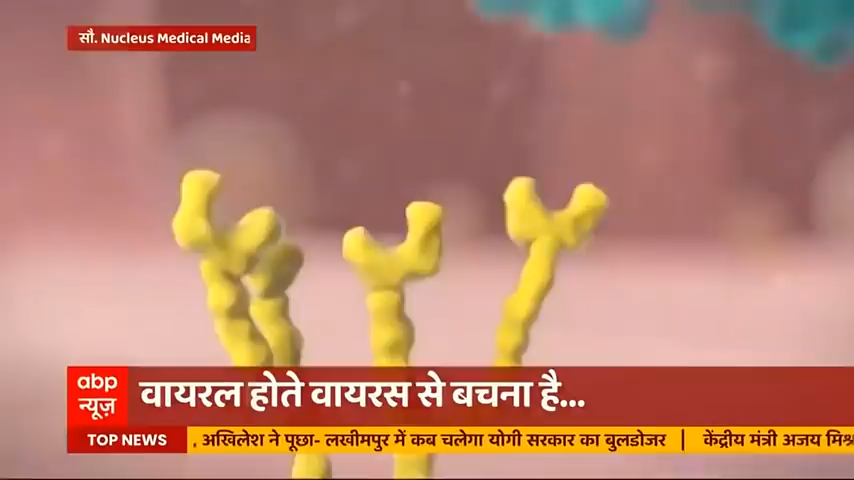 सौ. Nucleus Medical Media
abp
न्यूज़
वायरल होते वायरस से बचना है...
TOP NEWS
, अखिलेश ने पूछा- लखीमपुर में कब चलेगा योगी सरकार का बुलडोजर | केंद्रीय मंत्री अजय मिश्र